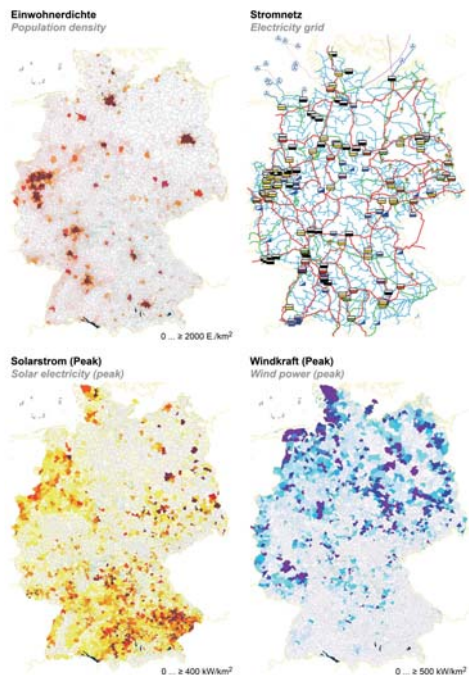 Einwohnerdichte
Population density
0 ... ≥ 2000 E./km²
Stromnetz
Electricity grid
Solarstrom (Peak)
Solar electricity (peak)
0 ... ≥ 400 kW/km²
Windkraft (Peak)
Wind power (peak)
0 ... ≥ 500 kW/km²